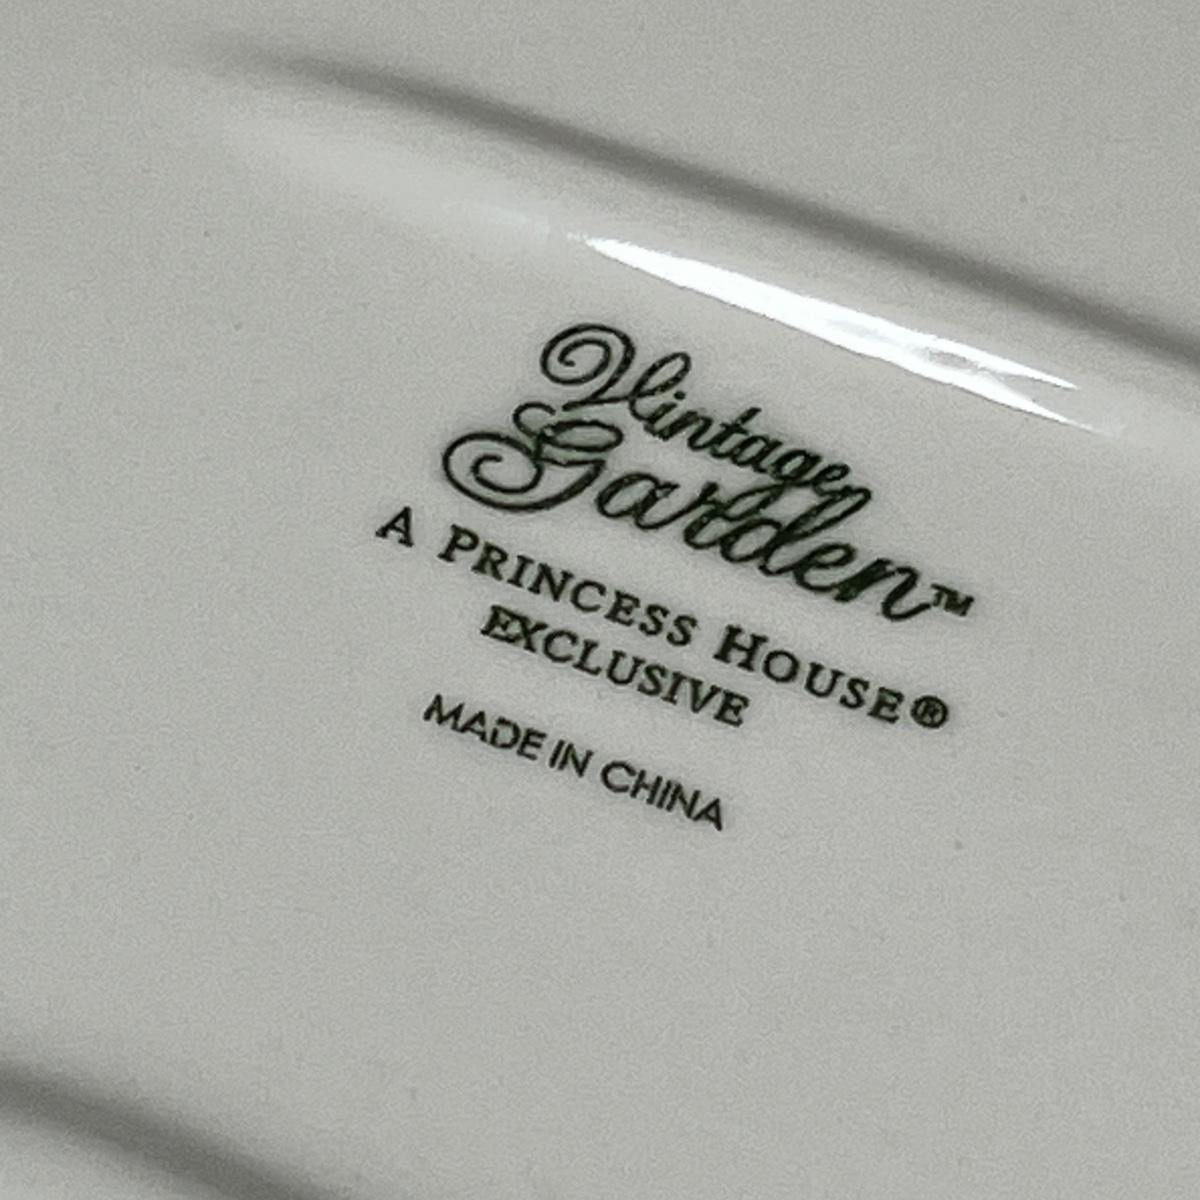 Vintage
Garden™
A PRINCESS HOUSE®
EXCLUSIVE
MADE IN CHINA